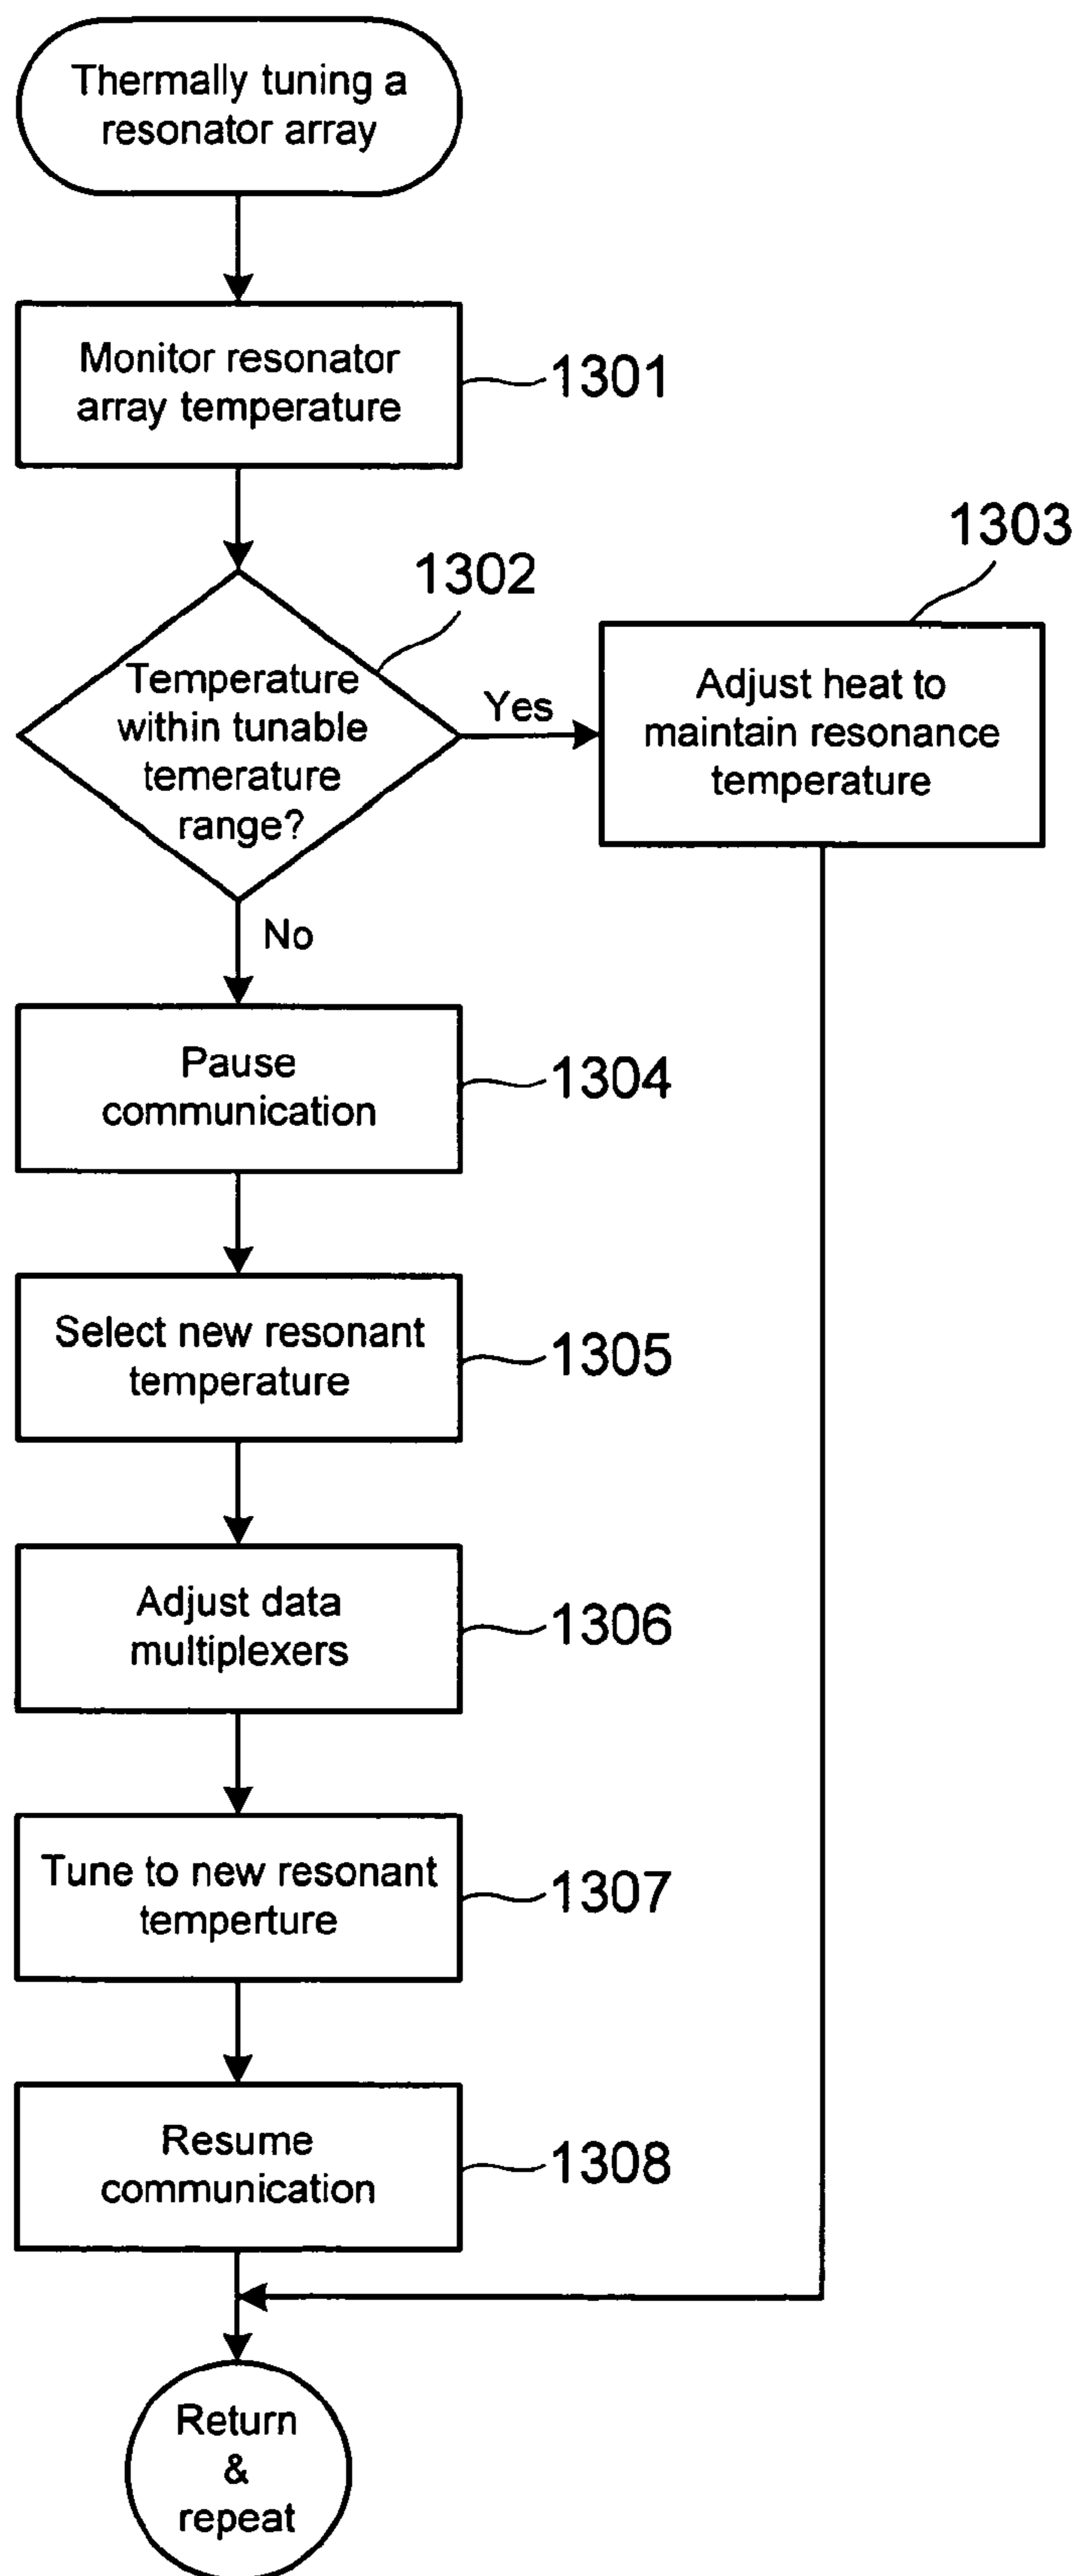 Thermally tuning a
resonator array
Monitor resonator
array temperature
1301
1302
1303
Temperature
within tunable
temerature
range?
Yes
Adjust heat to
maintain resonance
temperature
No
Pause
communication
1304
Select new resonant
temperature
1305
Adjust data
multiplexers
1306
Tune to new resonant
temperture
1307
Resume
communication
1308
Return
&
repeat